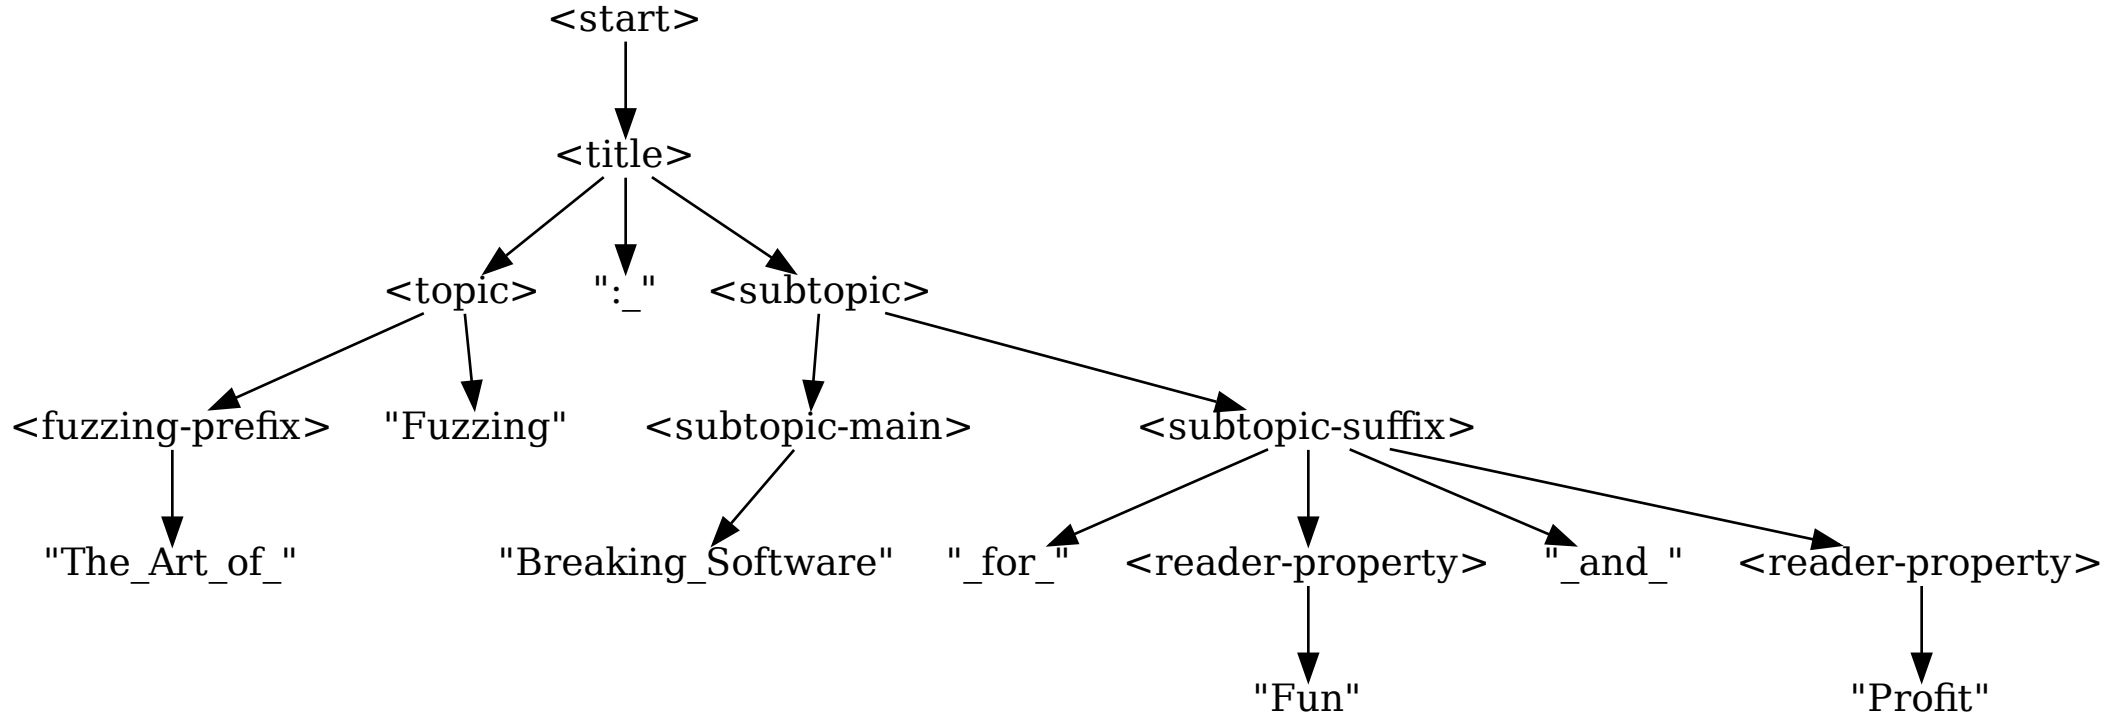 <start>
<title>
<topic> ":_" <subtopic>
<fuzzing-prefix> "Fuzzing" <subtopic-main> <subtopic-suffix>
"The_Art_of_" "Breaking_Software" "_for_" <reader-property> "_and_" <reader-property>
"Fun" "Profit"